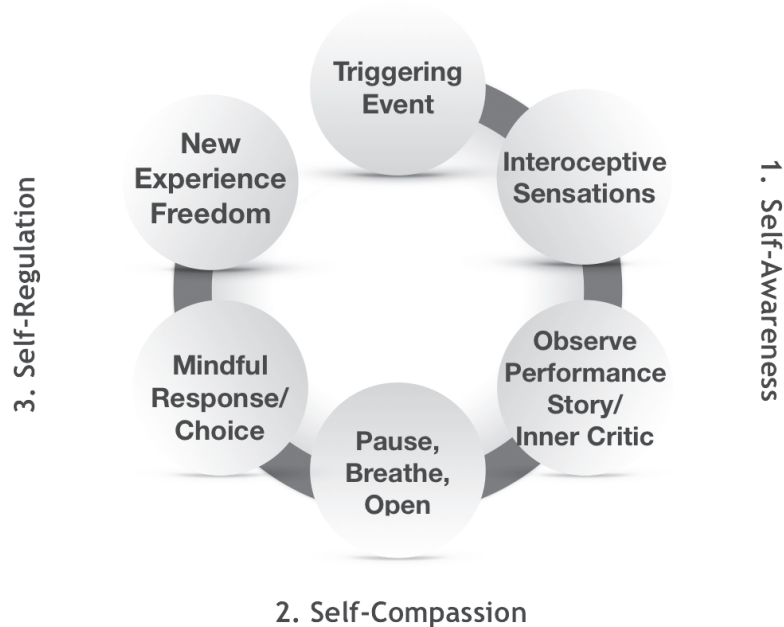 Triggering
Event
Interoceptive
Sensations
1. Self-Awareness
Observe
Performance
Story/
Inner Critic
Pause,
Breathe,
Open
2. Self-Compassion
Mindful
Response/
Choice
New
Experience
Freedom
3. Self-Regulation